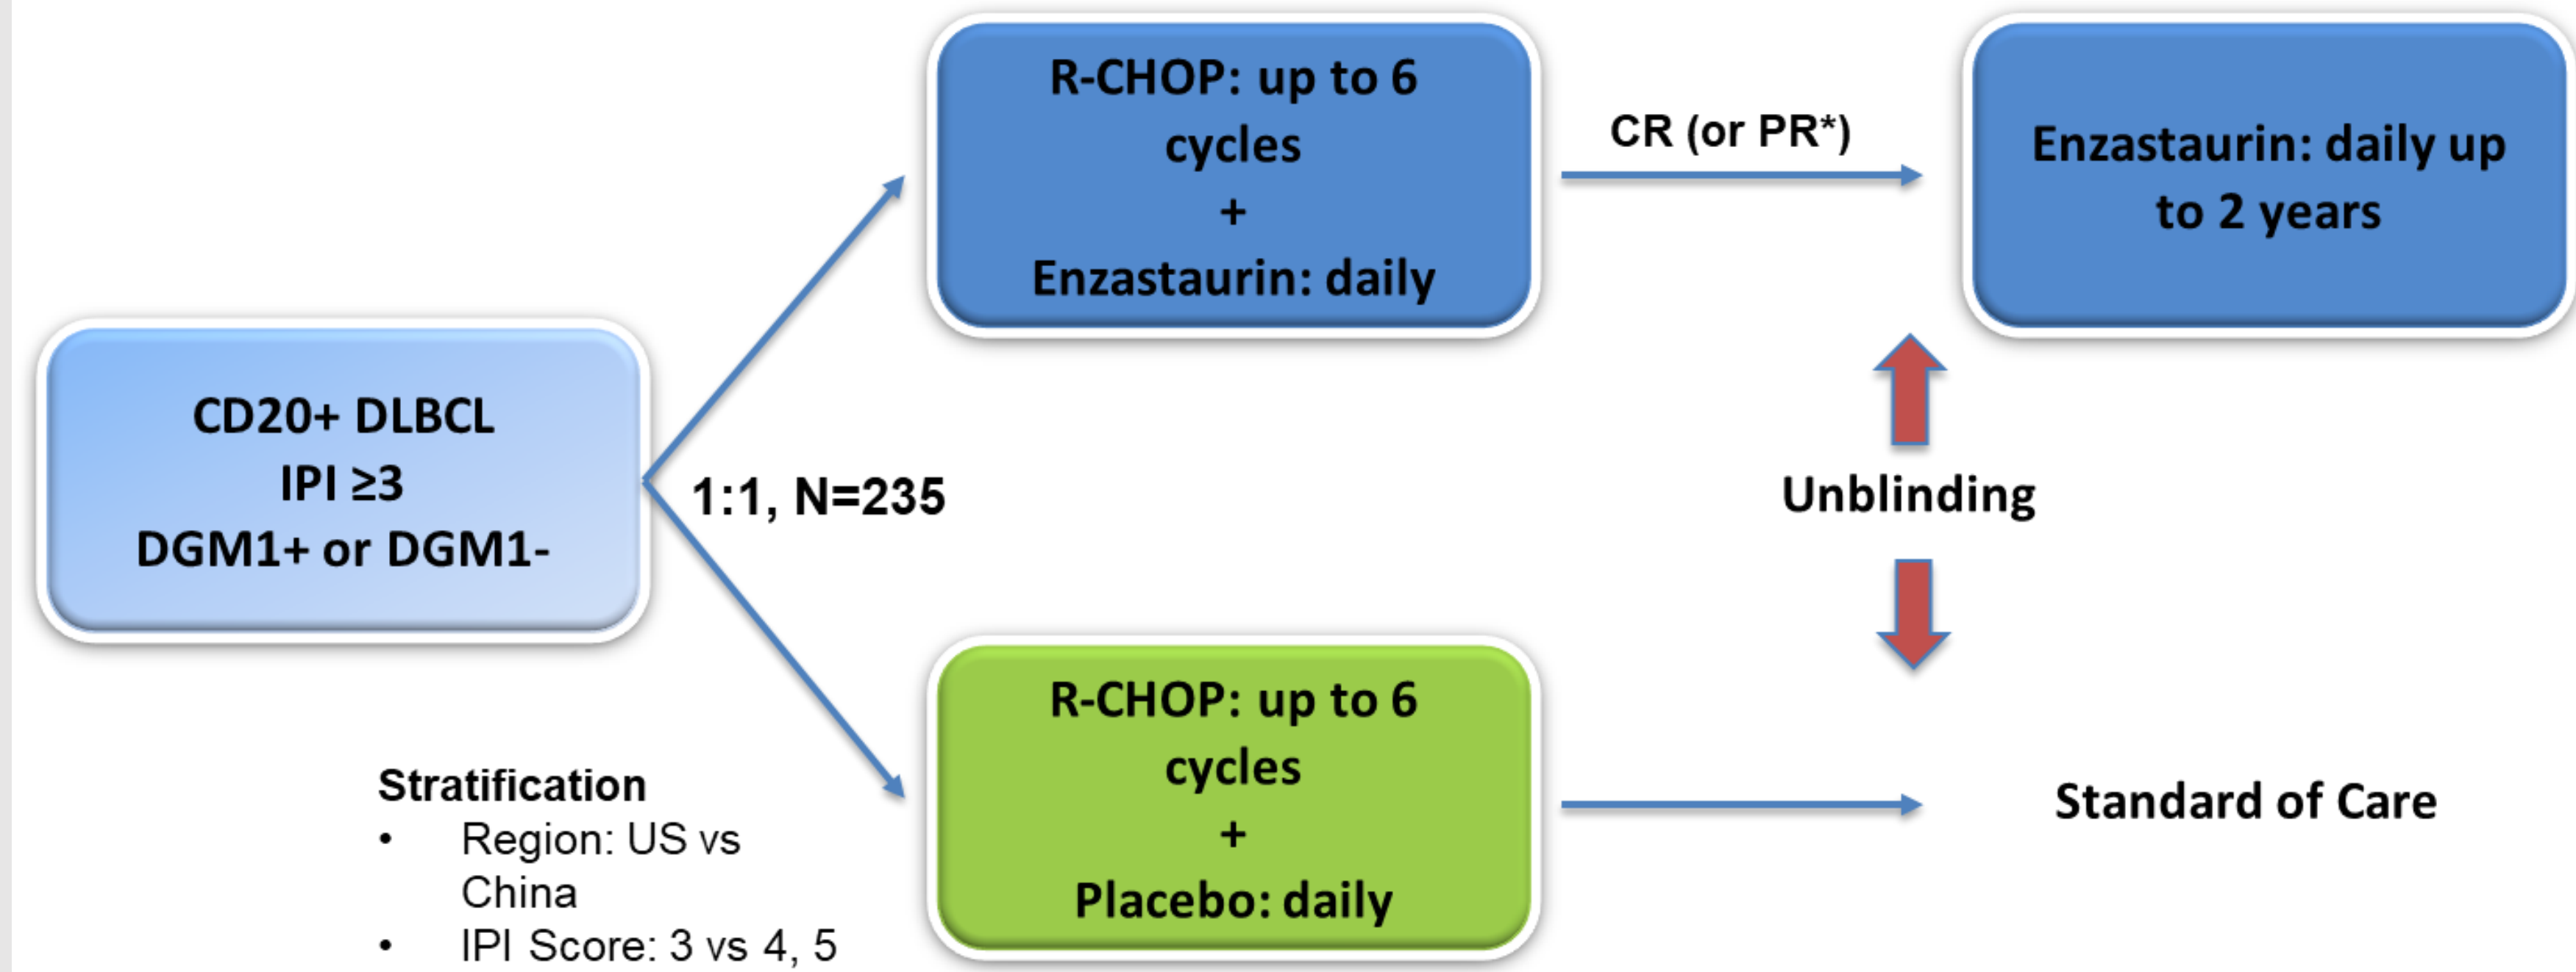 CD20+ DLBCL
IPI ≥3
DGM1+ or DGM1-
1:1, N=235
Stratification
• Region: US vs
China
• IPI Score: 3 vs 4, 5
R-CHOP: up to 6
cycles
+
Enzastaurin: daily
CR (or PR*)
Enzastaurin: daily up
to 2 years
Unblinding
R-CHOP: up to 6
cycles
+
Placebo: daily
Standard of Care